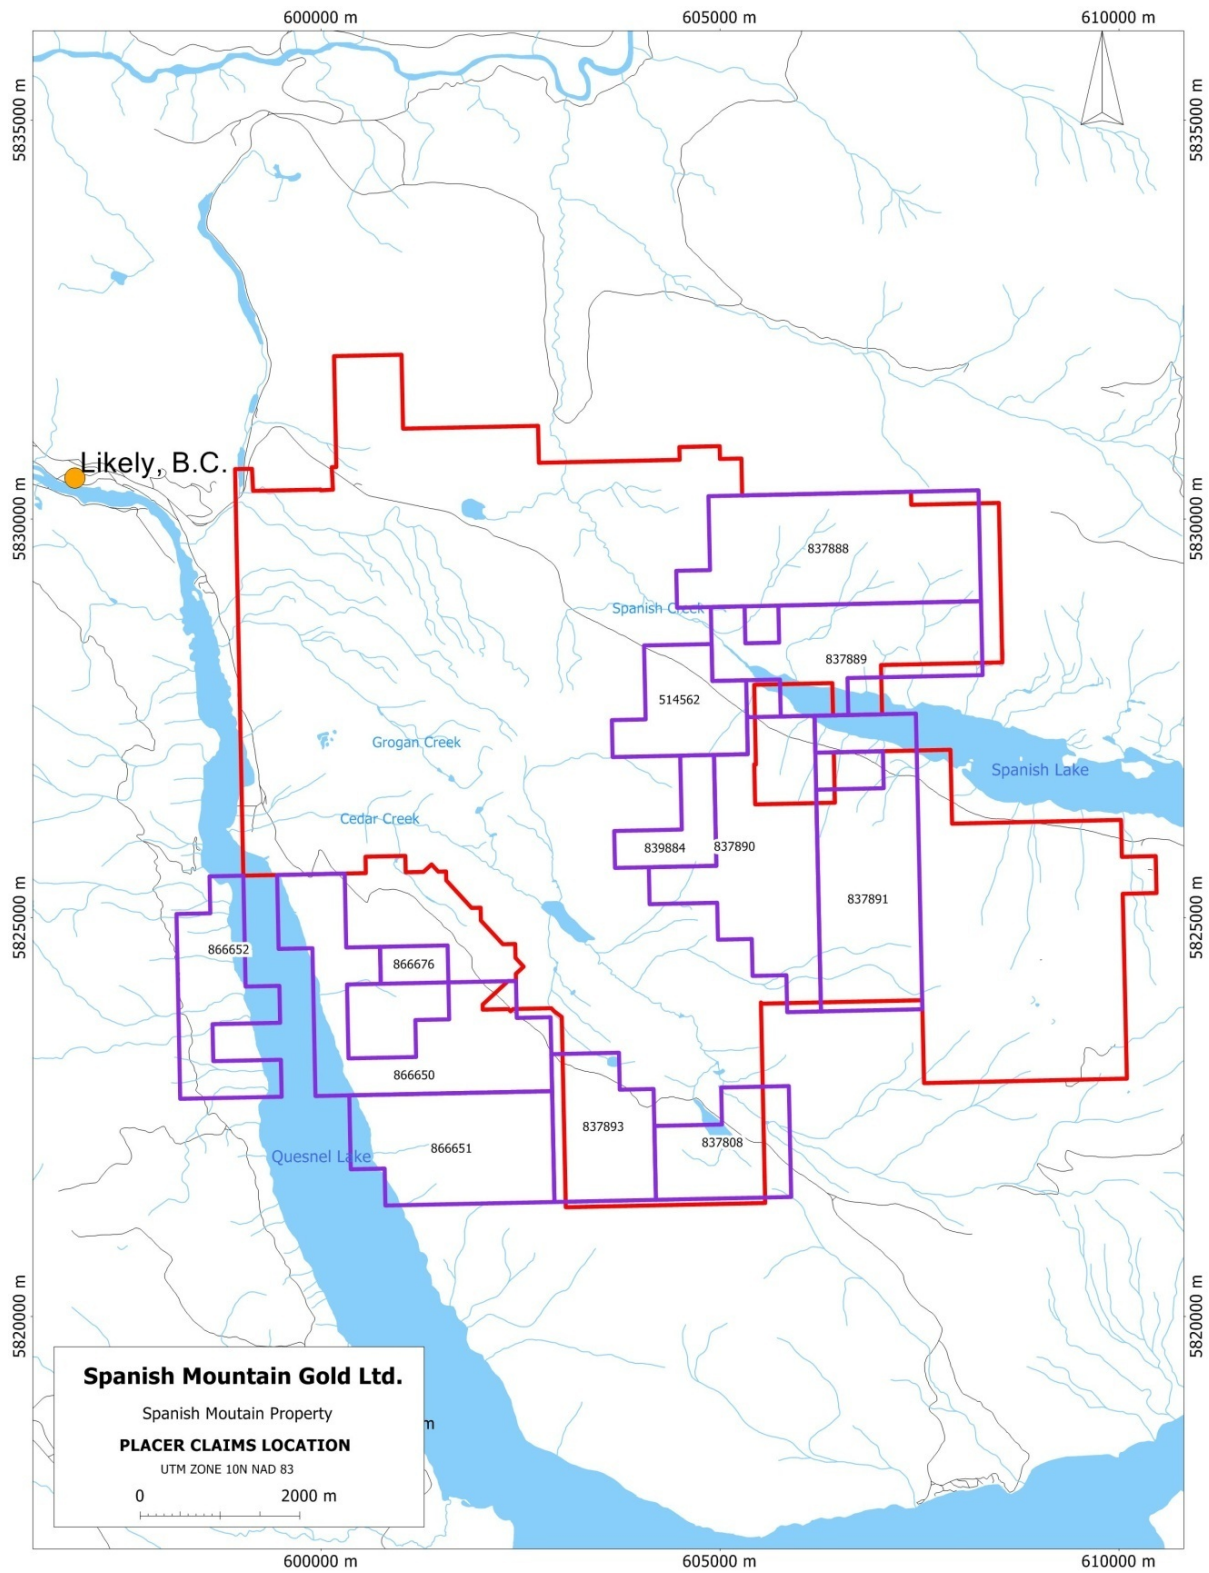 600000 m
605000 m
610000 m
5835000 m
5835000 m
Likely, B.C.
5830000 m
5830000 m
837888
Spanish Creek
837889
514562
Grogan Creek
Spanish Lake
Cedar Creek
839884
837890
837891
5825000 m
5825000 m
866652
866676
866650
837893
837808
866651
Quesnel Lake
5820000 m
5820000 m
Spanish Mountain Gold Ltd.
Spanish Moutain Property
m
PLACER CLAIMS LOCATION
UTM ZONE 10N NAD 83
0
2000 m
600000 m
605000 m
610000 m